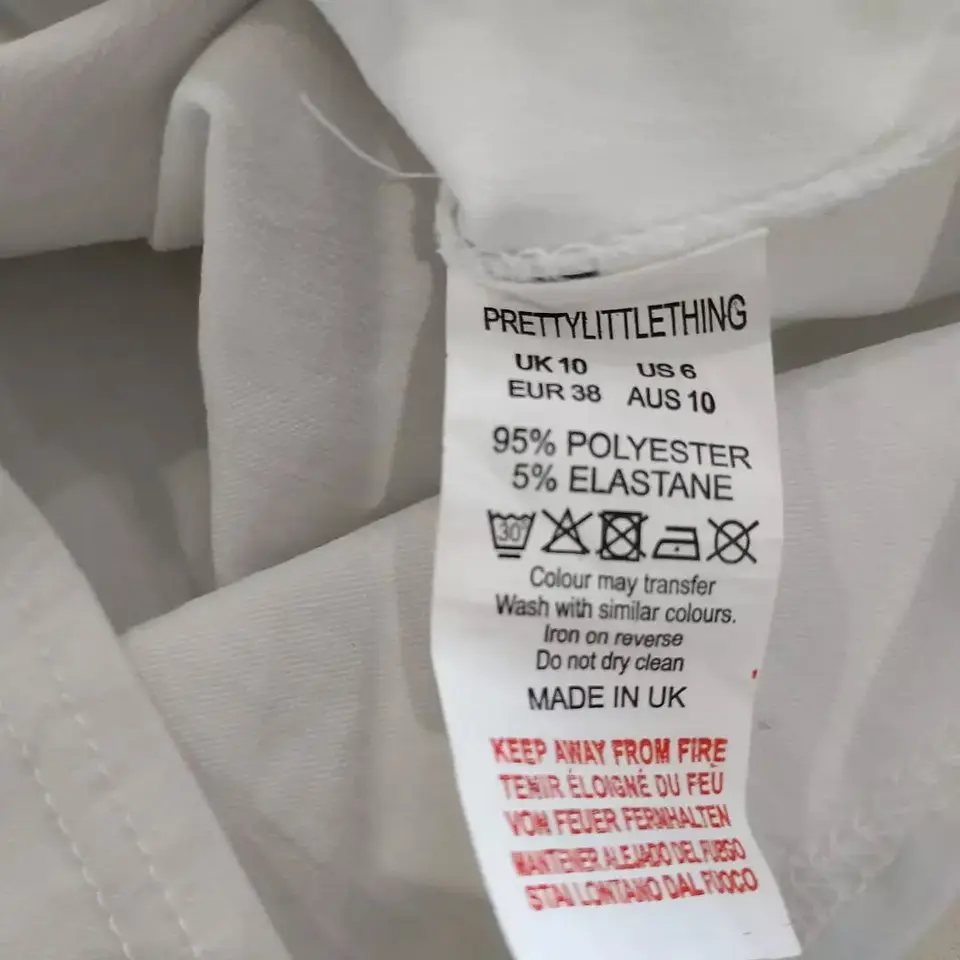 PRETTYLITTLETHING
UK 10 US 6
EUR 38 AUS 10
95% POLYESTER
5% ELASTANE
30°
Colour may transfer
Wash with similar colours.
Iron on reverse
Do not dry clean
MADE IN UK
KEEP AWAY FROM FIRE
TENIR ÉLOIGNÉ DU FEU
VOM FEUER FERNHALTEN
MANTENER ALEJADO DEL FUEGO
STAI LONTANO DAL FUOCO